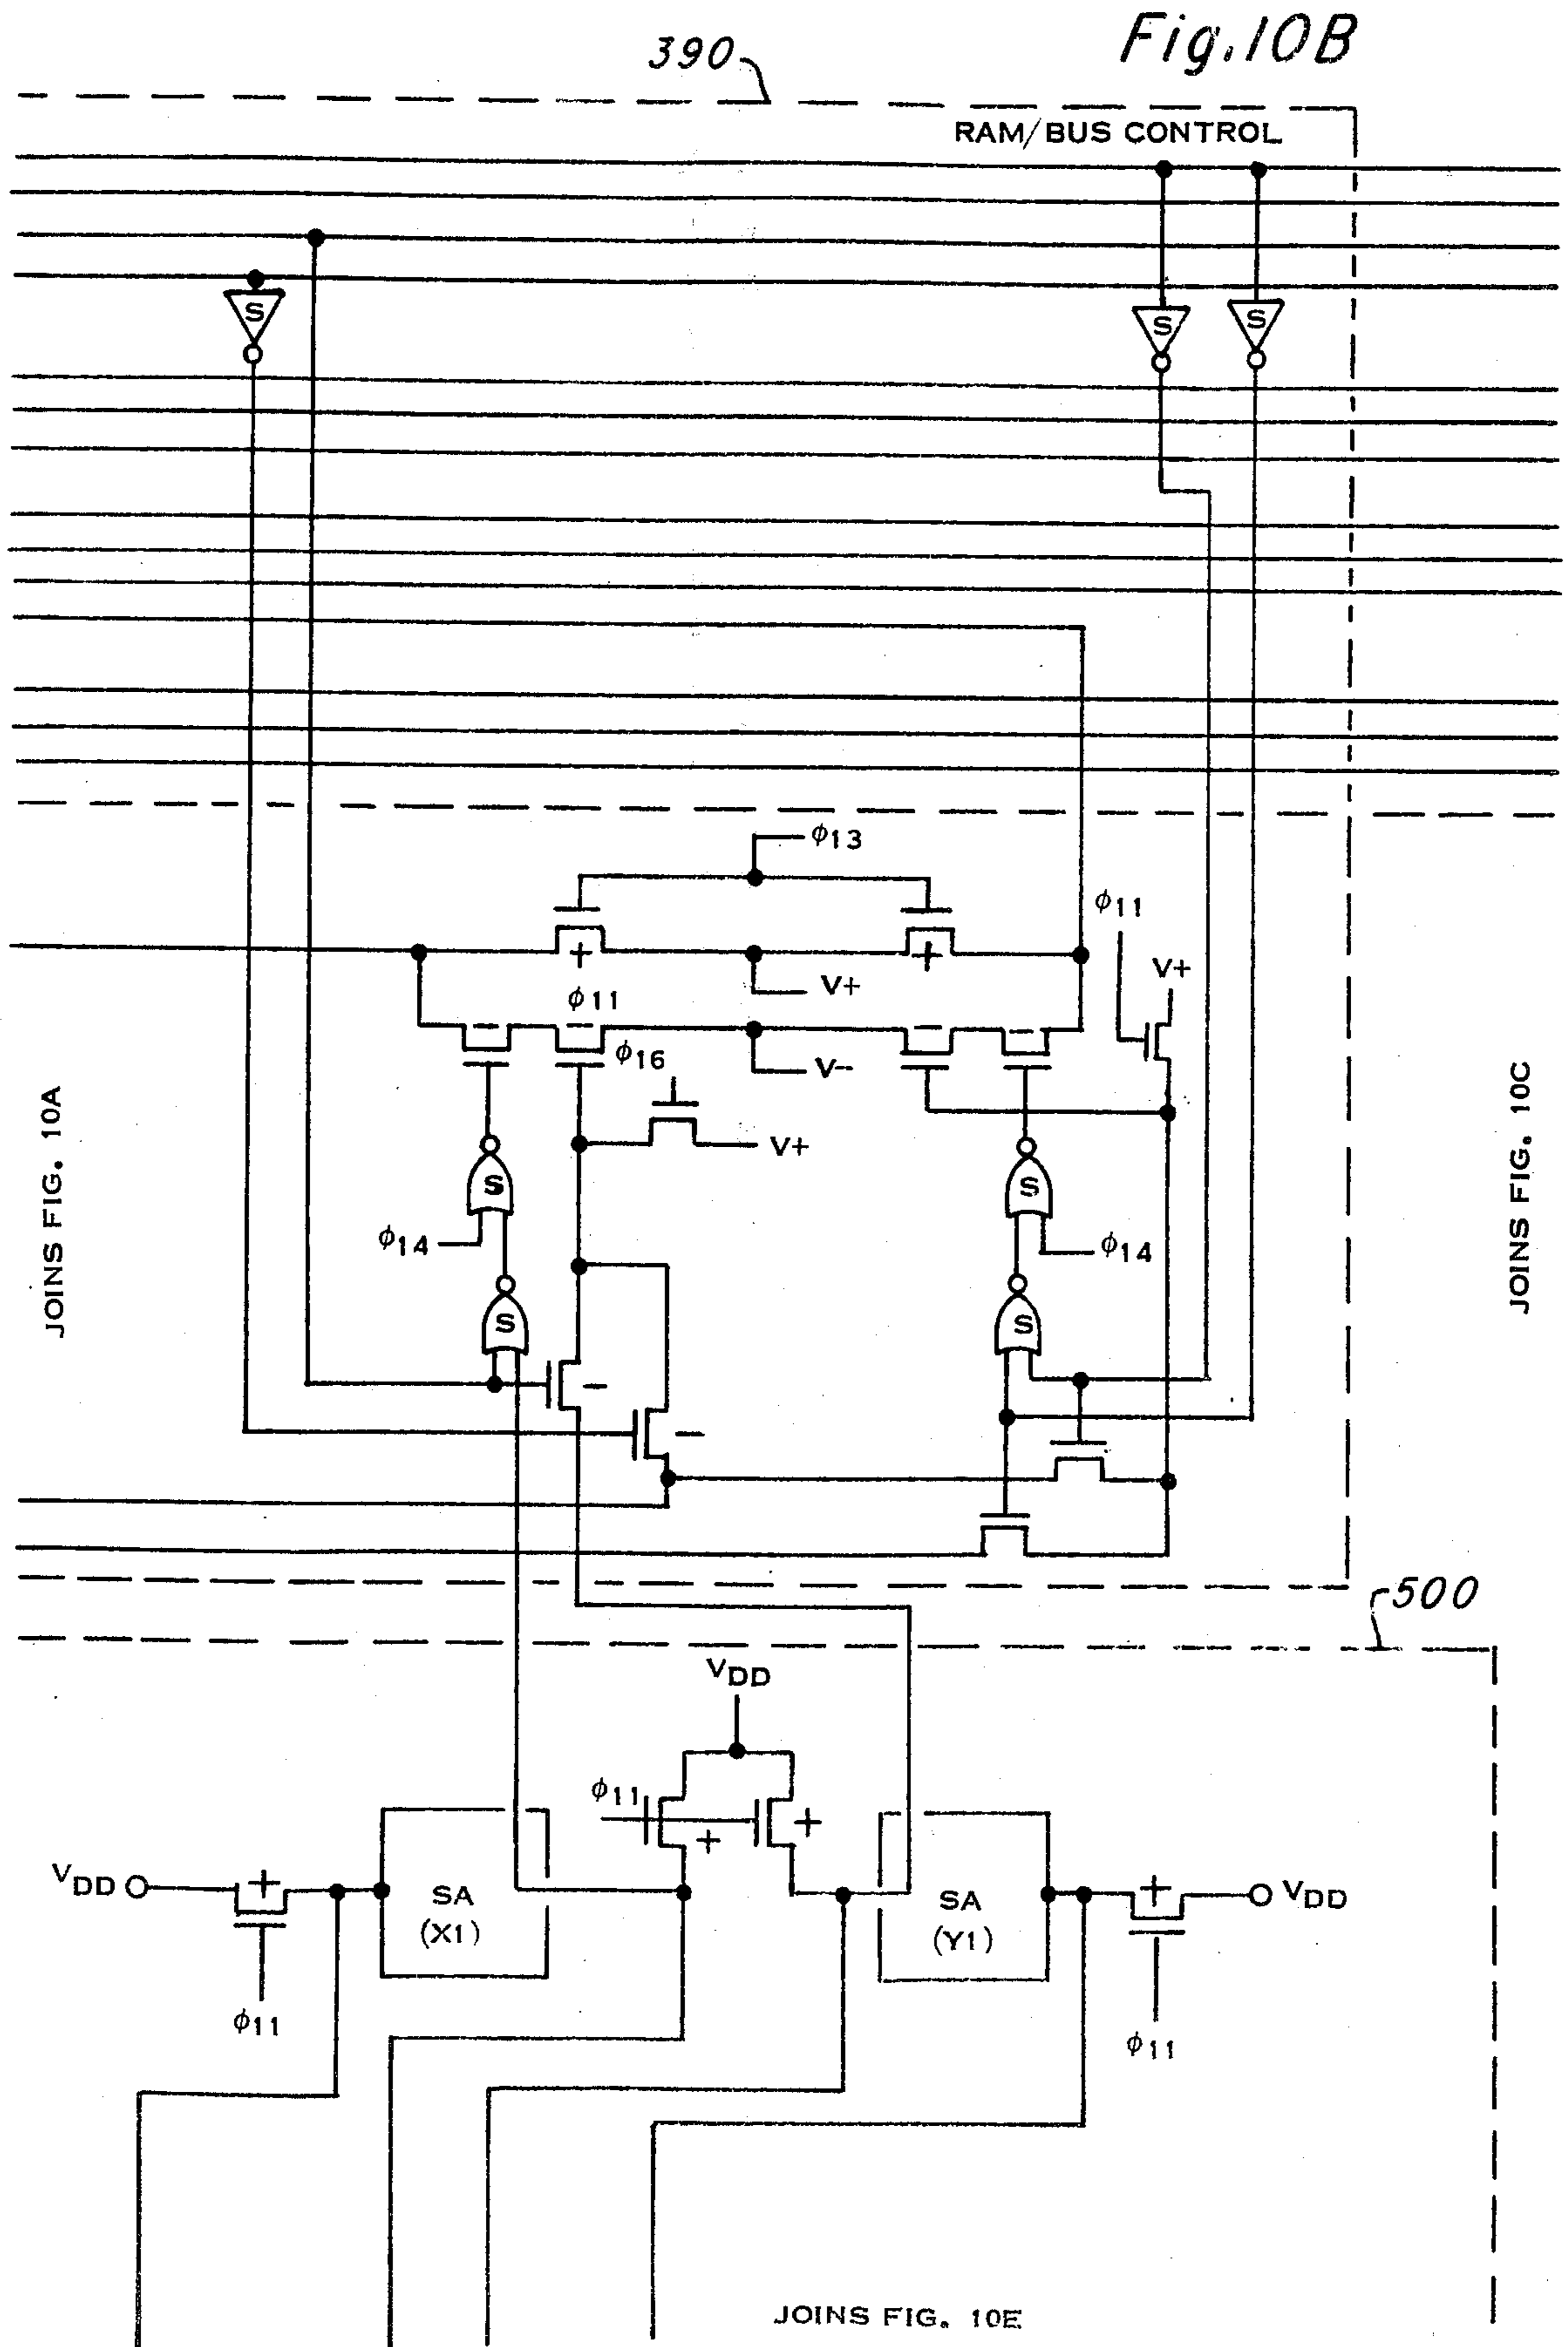 Fig.10B
390
RAM/BUS CONTROL
S
S
S
ϕ13
ϕ11
+
+
V+
V+
ϕ11
−
−
−
−
ϕ16
V−
V+
JOINS FIG. 10A
JOINS FIG. 10C
S
S
ϕ14
ϕ14
S
S
−
−
500
VDD
ϕ11
+
+
VDD
+
SA
(X1)
SA
(Y1)
+
VDD
ϕ11
ϕ11
JOINS FIG. 10E